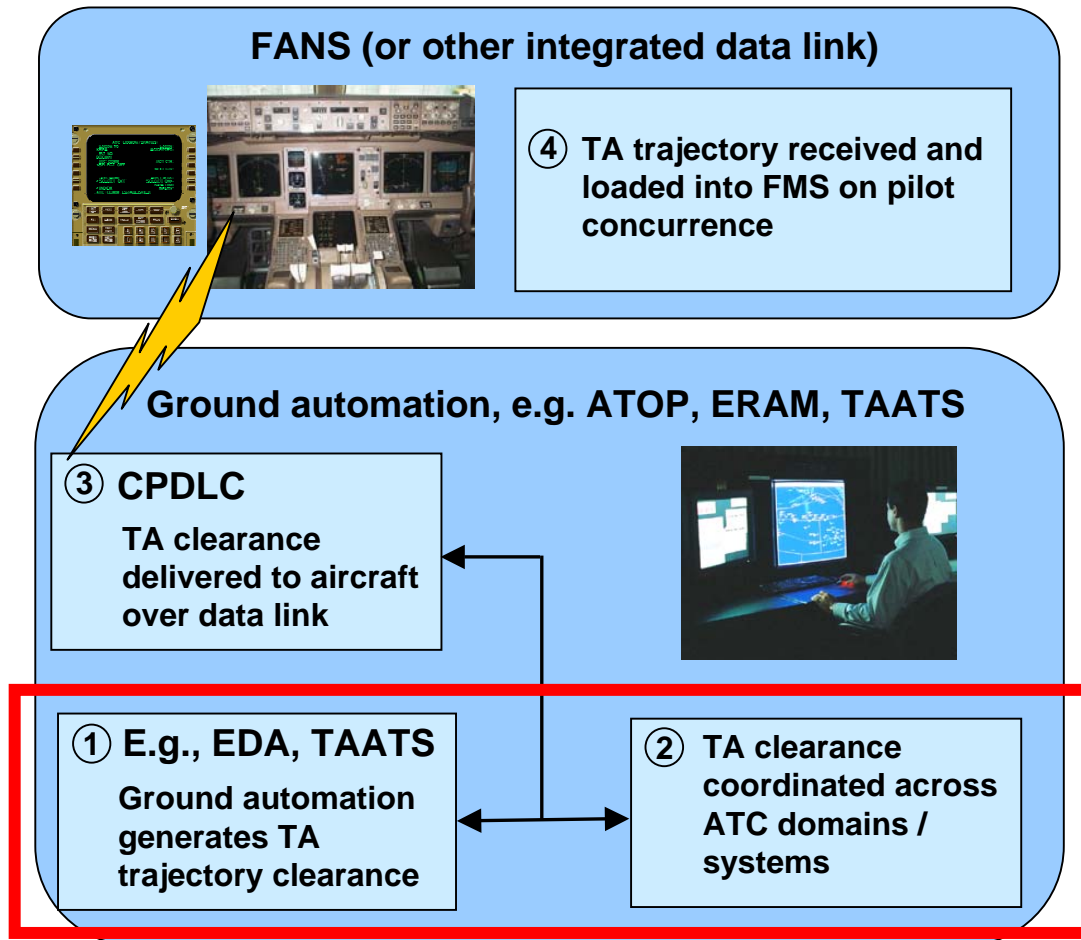 FANS (or other integrated data link)
④ TA trajectory received and
loaded into FMS on pilot
concurrence
Ground automation, e.g. ATOP, ERAM, TAATS
③ CPDLC
TA clearance
delivered to aircraft
over data link
① E.g., EDA, TAATS
Ground automation
generates TA
trajectory clearance
② TA clearance
coordinated across
ATC domains /
systems